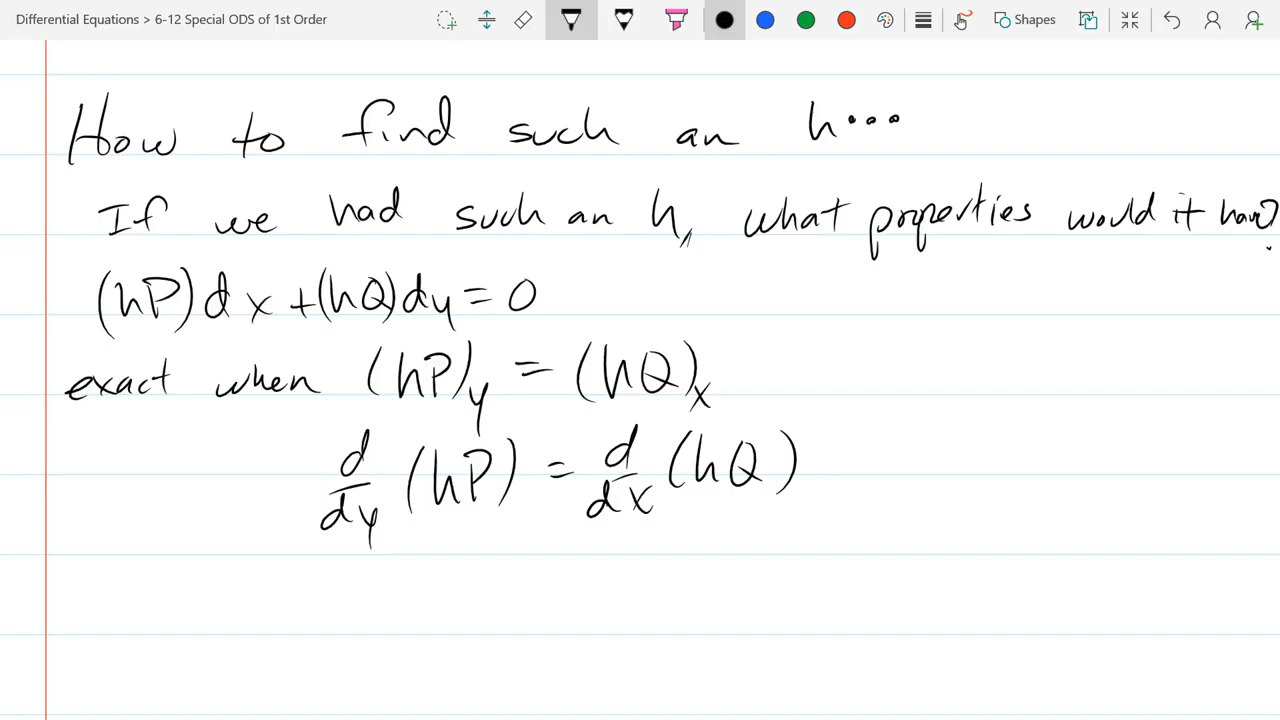 Differential Equations > 6-12 Special ODS of 1st Order
Shapes
How to find such an h...
If we had such an h, what properties would it have?
(hP)dx+(hQ)dy=0
exact when (hP)_y = (hQ)_x
d/dy (hP) = d/dx (hQ)